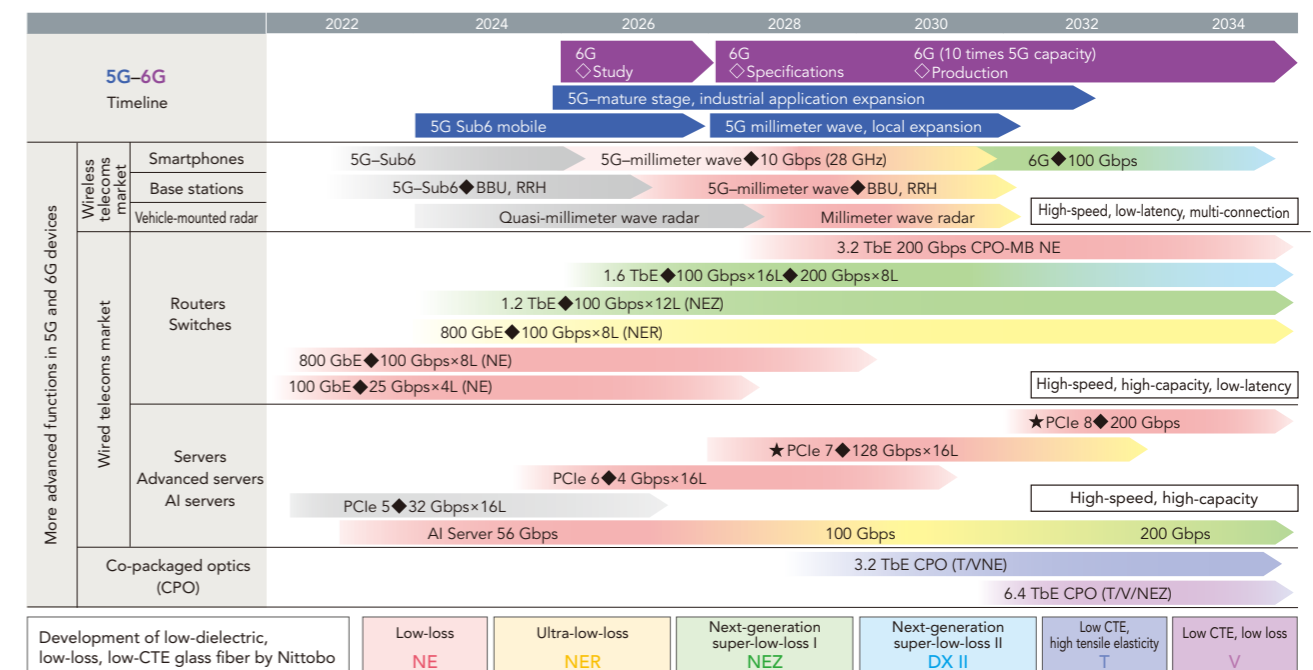 2022 2024 2026 2028 2030 2032 2034
5G–6G
Timeline
6G
◇Study
6G
◇Specifications
6G (10 times 5G capacity)
◇Production
5G–mature stage, industrial application expansion
5G Sub6 mobile
5G millimeter wave, local expansion
More advanced functions in 5G and 6G devices
Wireless
telecoms
market
Smartphones
5G–Sub6
5G–millimeter wave◆10 Gbps (28 GHz)
6G◆100 Gbps
Base stations
5G–Sub6◆BBU, RRH
5G–millimeter wave◆BBU, RRH
Vehicle-mounted radar
Quasi-millimeter wave radar
Millimeter wave radar
High-speed, low-latency, multi-connection
Wired telecoms market
Routers
Switches
3.2 TbE 200 Gbps CPO-MB NE
1.6 TbE◆100 Gbps×16L◆200 Gbps×8L
1.2 TbE◆100 Gbps×12L (NEZ)
800 GbE◆100 Gbps×8L (NER)
800 GbE◆100 Gbps×8L (NE)
100 GbE◆25 Gbps×4L (NE)
High-speed, high-capacity, low-latency
Servers
Advanced servers
AI servers
★PCIe 8◆200 Gbps
★PCIe 7◆128 Gbps×16L
PCIe 6◆4 Gbps×16L
PCIe 5◆32 Gbps×16L
High-speed, high-capacity
AI Server 56 Gbps
100 Gbps
200 Gbps
Co-packaged optics
(CPO)
3.2 TbE CPO (T/VNE)
6.4 TbE CPO (T/V/NEZ)
Development of low-dielectric,
low-loss, low-CTE glass fiber by Nittobo
Low-loss
NE
Ultra-low-loss
NER
Next-generation
super-low-loss I
NEZ
Next-generation
super-low-loss II
DX II
Low CTE,
high tensile elasticity
T
Low CTE, low loss
V